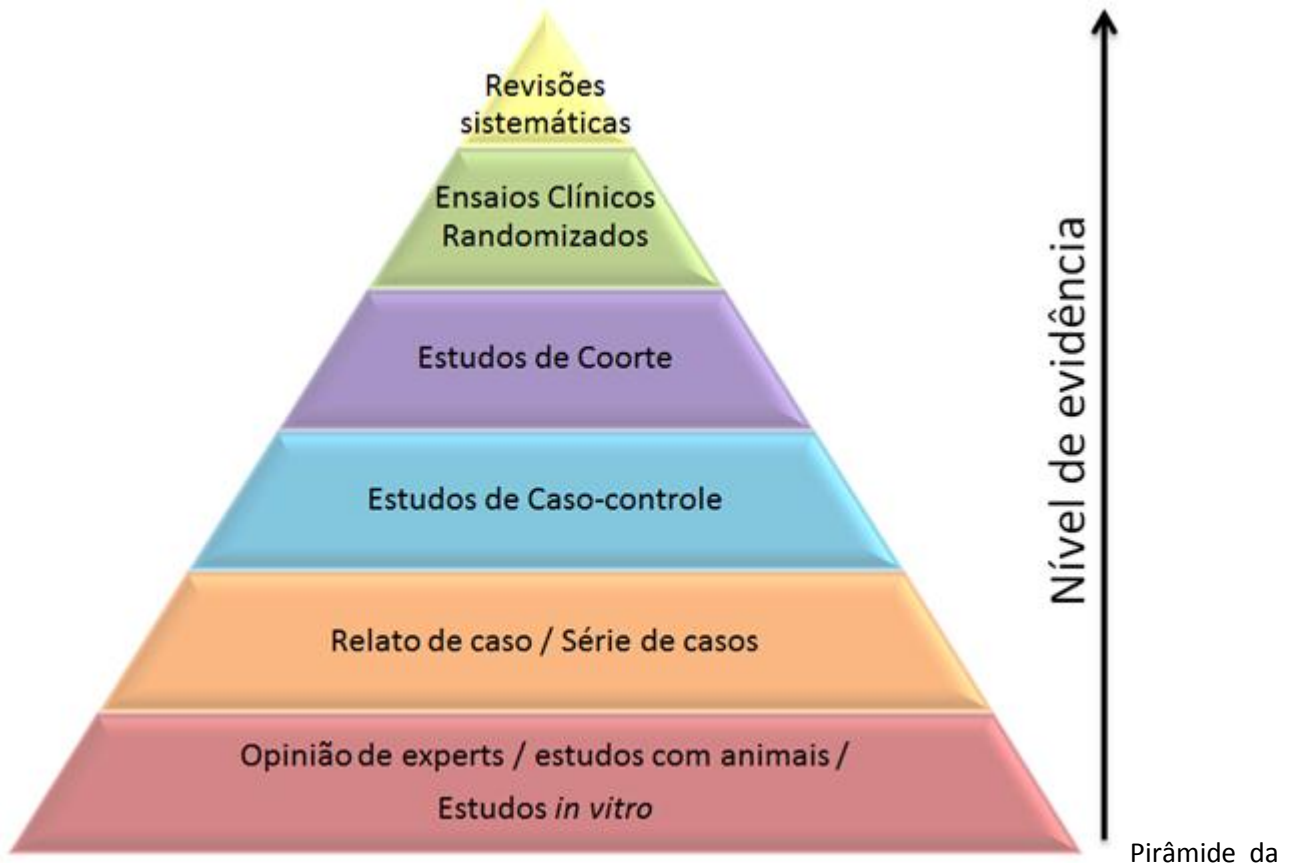 Revisões
sistemáticas
Ensaios Clínicos
Randomizados
Estudos de Coorte
Estudos de Caso-controle
Relato de caso / Série de casos
Opinião de experts / estudos com animais /
Estudos in vitro
Nível de evidência
Pirâmide da